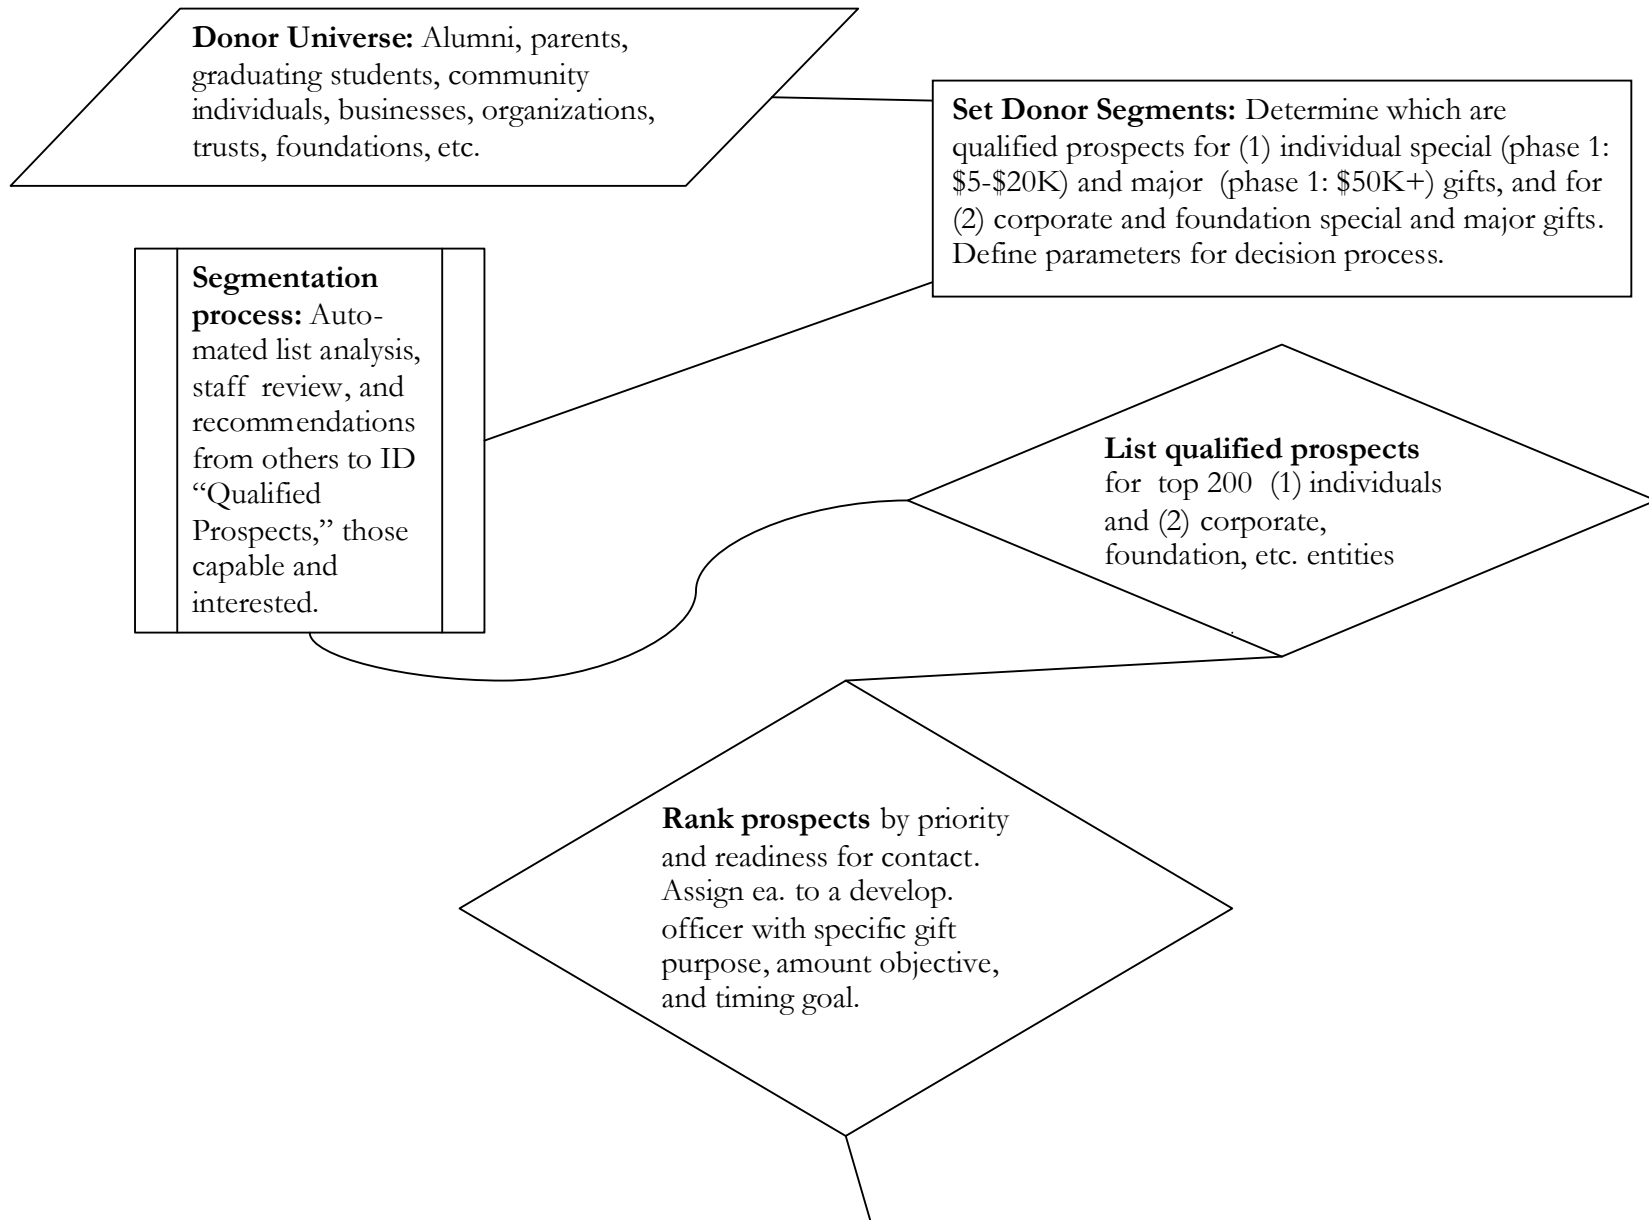 Donor Universe: Alumni, parents,
graduating students, community
individuals, businesses, organizations,
trusts, foundations, etc.
Set Donor Segments: Determine which are
qualified prospects for (1) individual special (phase 1:
$5-$20K) and major (phase 1: $50K+) gifts, and for
(2) corporate and foundation special and major gifts.
Define parameters for decision process.
Segmentation
process: Auto-
mated list analysis,
staff review, and
recommendations
from others to ID
“Qualified
Prospects,” those
capable and
interested.
List qualified prospects
for top 200 (1) individuals
and (2) corporate,
foundation, etc. entities
Rank prospects by priority
and readiness for contact.
Assign ea. to a develop.
officer with specific gift
purpose, amount objective,
and timing goal.